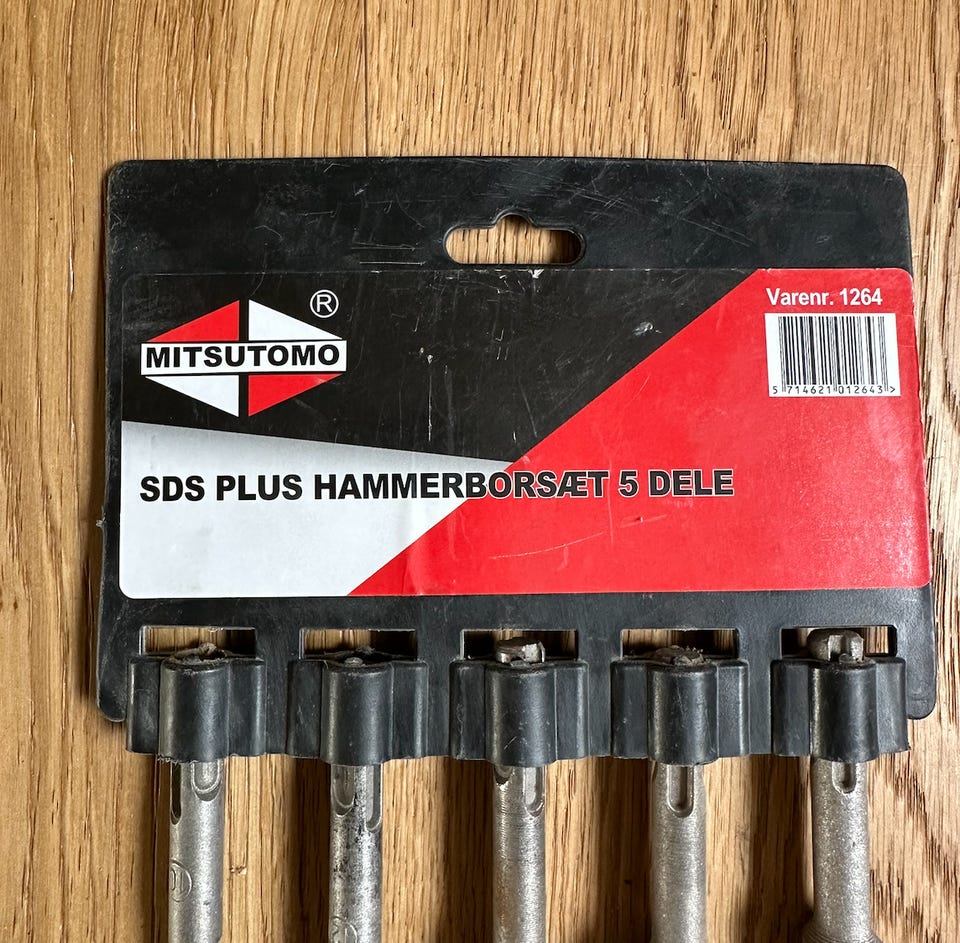 ®
MITSUTOMO
Varenr. 1264
5 714621 012643 >
SDS PLUS HAMMERBORSÆT 5 DELE